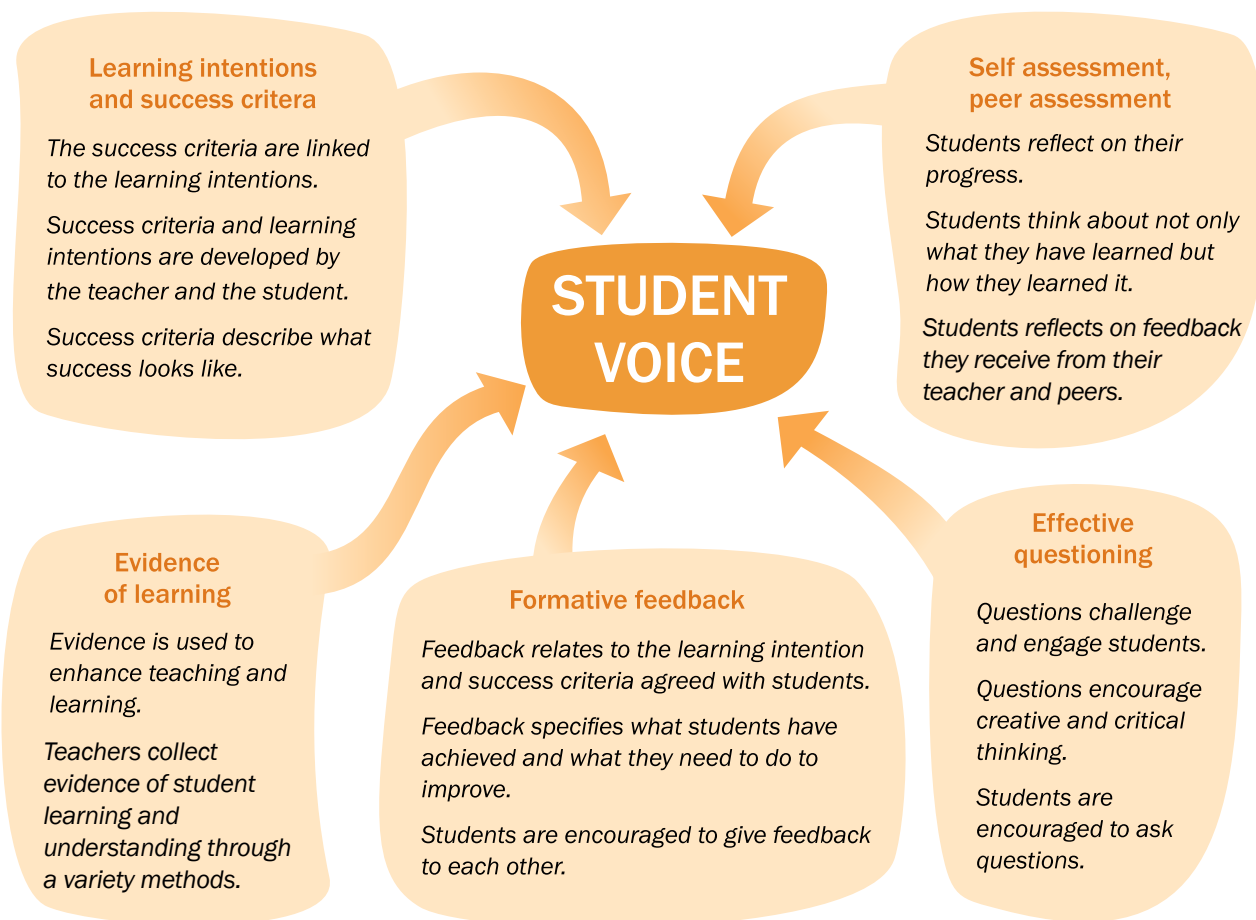 Learning intentions
and success critera
The success criteria are linked
to the learning intentions.
Success criteria and learning
intentions are developed by
the teacher and the student.
Success criteria describe what
success looks like.
Self assessment,
peer assessment
Students reflect on their
progress.
Students think about not only
what they have learned but
how they learned it.
Students reflects on feedback
they receive from their
teacher and peers.
STUDENT
VOICE
Evidence
of learning
Evidence is used to
enhance teaching and
learning.
Teachers collect
evidence of student
learning and
understanding through
a variety methods.
Formative feedback
Feedback relates to the learning intention
and success criteria agreed with students.
Feedback specifies what students have
achieved and what they need to do to
improve.
Students are encouraged to give feedback
to each other.
Effective
questioning
Questions challenge
and engage students.
Questions encourage
creative and critical
thinking.
Students are
encouraged to ask
questions.